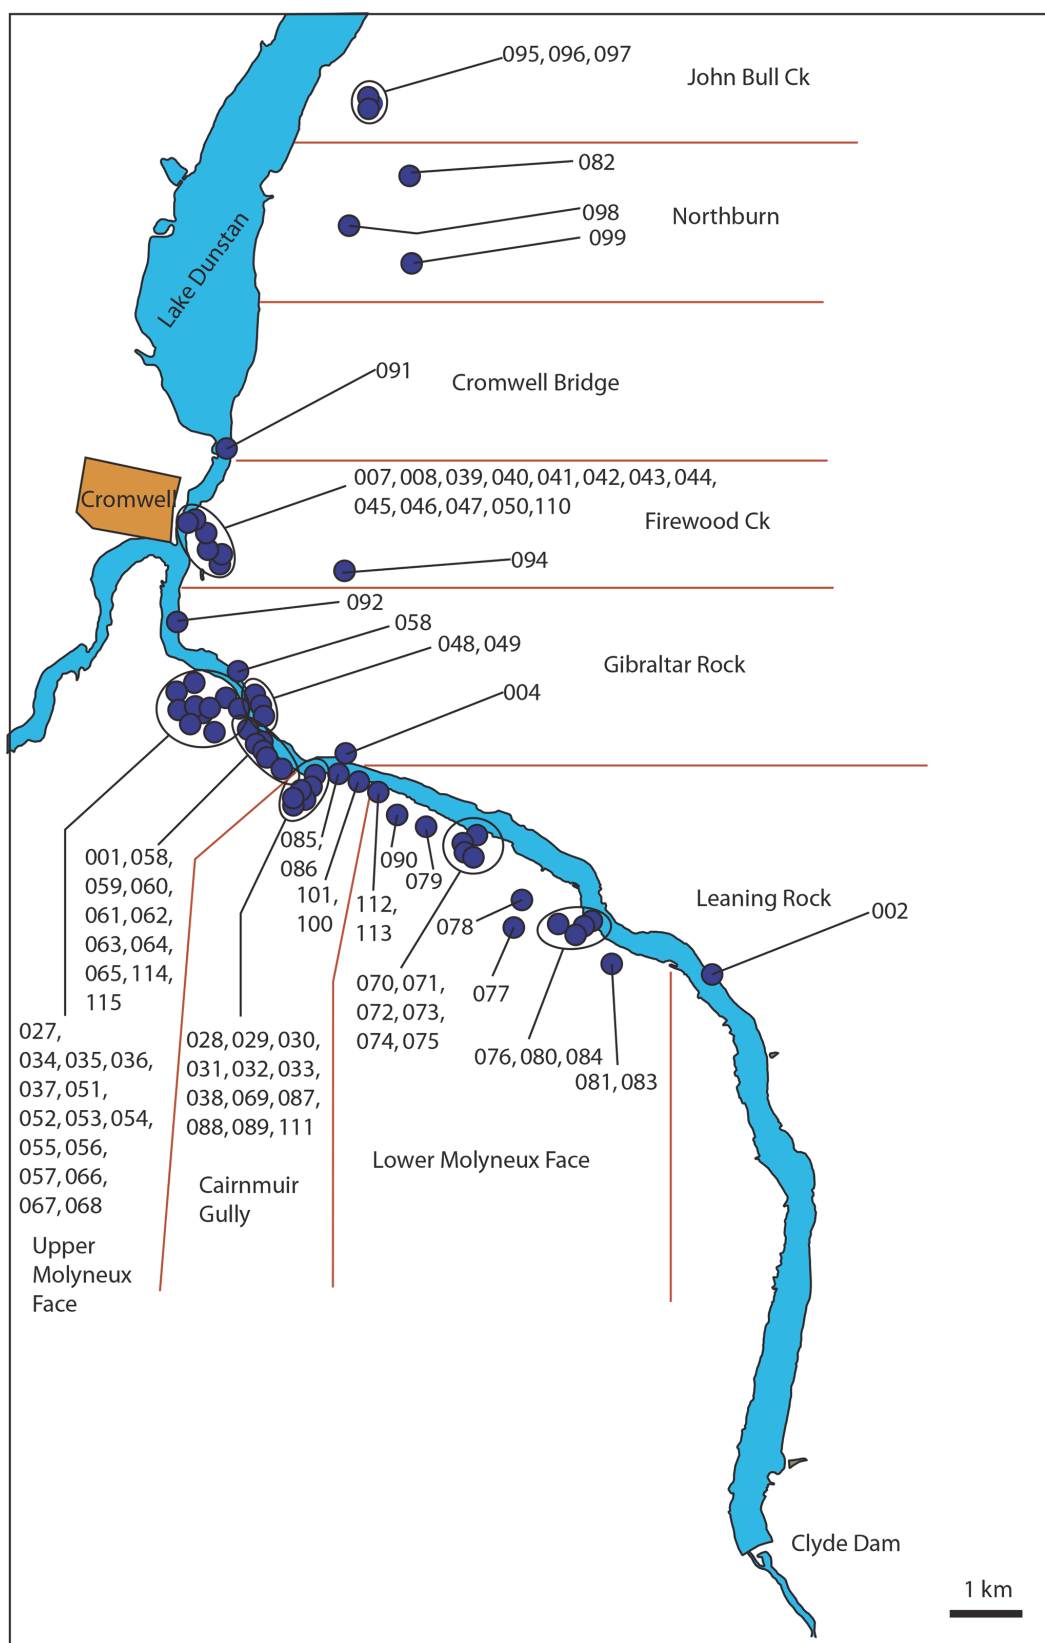 095, 096, 097
John Bull Ck
082
098
Northburn
099
Lake Dunstan
091
Cromwell Bridge
007, 008, 039, 040, 041, 042, 043, 044,
045, 046, 047, 050, 110
Cromwell
Firewood Ck
094
092
058
048, 049
Gibraltar Rock
004
085,
086
090
079
101,
100
112,
113
001, 058,
059, 060,
061, 062,
063, 064,
065, 114,
115
Leaning Rock
002
078
077
070, 071,
072, 073,
074, 075
076, 080, 084
081, 083
027,
034, 035, 036,
037, 051,
052, 053, 054,
055, 056,
057, 066,
067, 068
028, 029, 030,
031, 032, 033,
038, 069, 087,
088, 089, 111
Lower Molyneux Face
Cairnmuir
Gully
Upper
Molyneux
Face
Clyde Dam
1 km